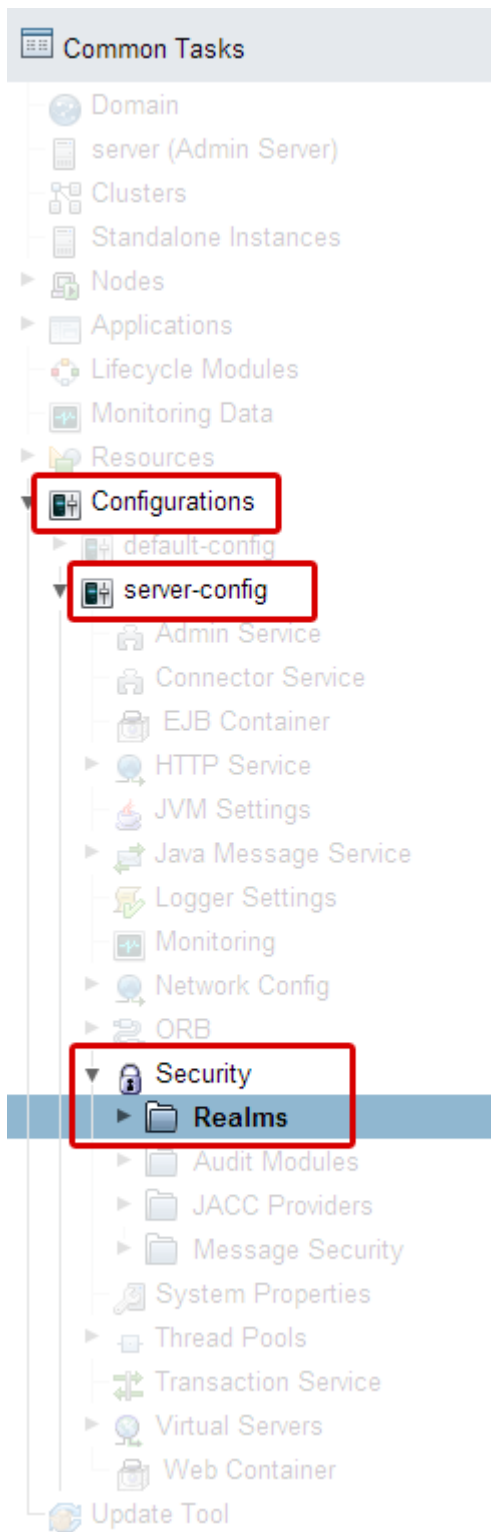 Common Tasks
Domain
server (Admin Server)
Clusters
Standalone Instances
Nodes
Applications
Lifecycle Modules
Monitoring Data
Resources
Configurations
default-config
server-config
Admin Service
Connector Service
EJB Container
HTTP Service
JVM Settings
Java Message Service
Logger Settings
Monitoring
Network Config
ORB
Security
Realms
Audit Modules
JACC Providers
Message Security
System Properties
Thread Pools
Transaction Service
Virtual Servers
Web Container
Update Tool